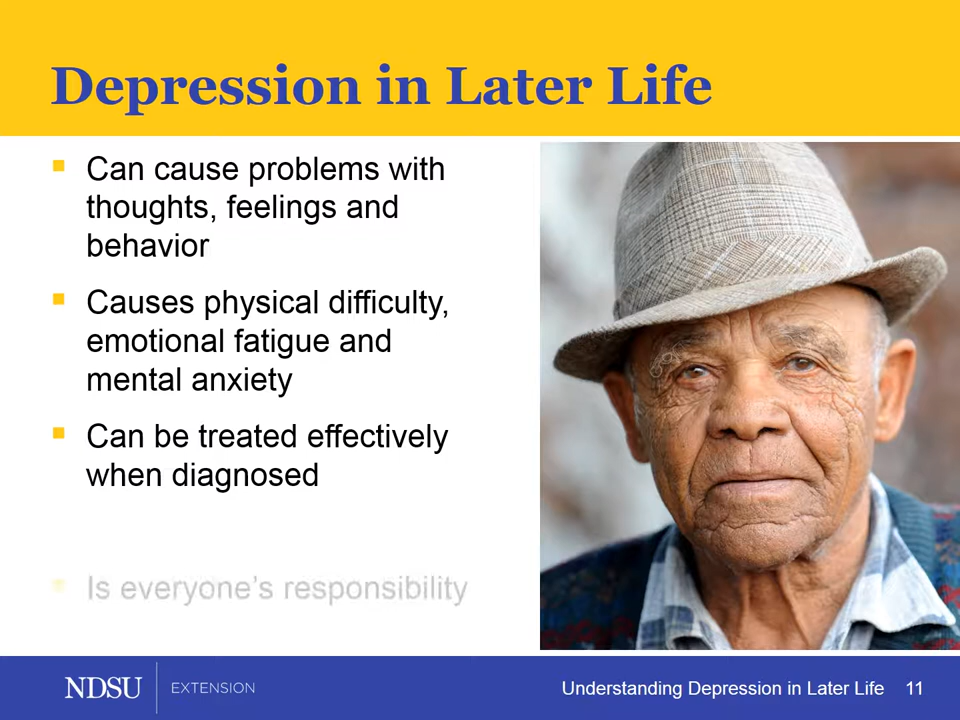 Depression in Later Life
Can cause problems with
thoughts, feelings and
behavior
Causes physical difficulty,
emotional fatigue and
mental anxiety
Can be treated effectively
when diagnosed
Is everyone’s responsibility
NDSU EXTENSION
Understanding Depression in Later Life 11